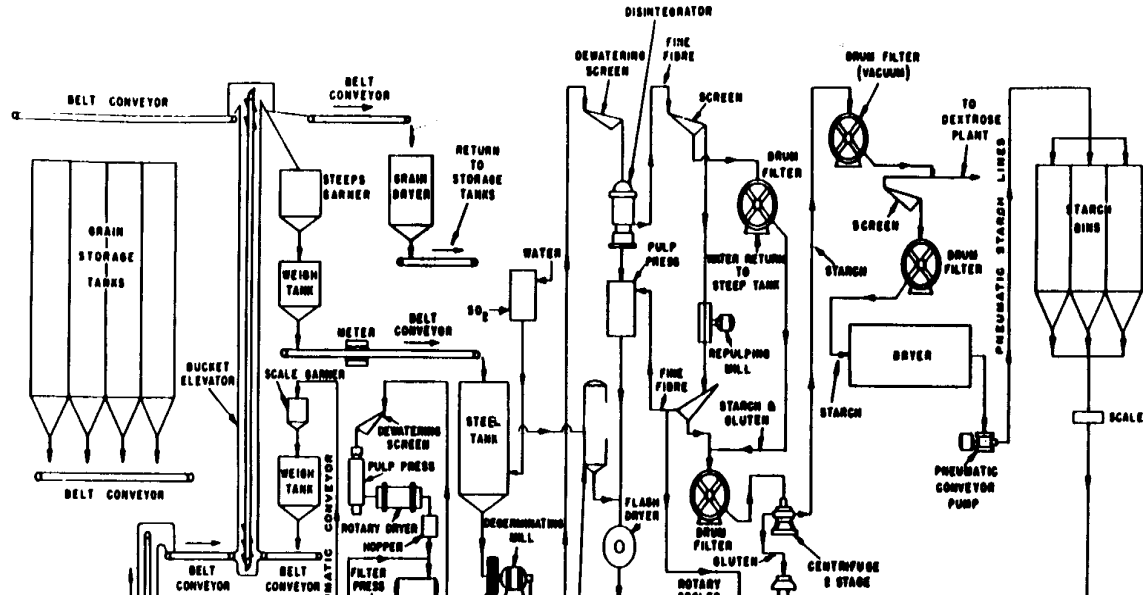 DISINTEGRATOR
FINE
FIBRE
DEWATERING
SCREEN
DRUM FILTER
(VACUUM)
BELT CONVEYOR
BELT
CONVEYOR
SCREEN
TO
DEXTROSE
PLANT
RETURN
TO
STORAGE
TANKS
STEEPS
GARNER
GRAIN
DRYER
DRUM
FILTER
PNEUMATIC STARCH LINES
STARCH
BINS
GRAIN
STORAGE
TANKS
SCREEN
WEIGH
TANK
WATER
PULP
PRESS
WATER RETURN
TO
STEEP TANK
STARCH
DRUM
FILTER
SO2
METER
BELT
CONVEYOR
REPULPING
MILL
DRYER
BUCKET
ELEVATOR
SCALE GARNER
FINE
FIBRE
STARCH &
GLUTEN
STARCH
SCALE
DEWATERING
SCREEN
STEEL
TANK
PULP PRESS
WEIGH
TANK
BELT CONVEYOR
PNEUMATIC
CONVEYOR
PUMP
ROTARY DRYER
HOPPER
FLASH
DRYER
DEGERMINATING
MILL
DRUM
FILTER
GLUTEN
CENTRIFUGE
2 STAGE
BELT
CONVEYOR
BELT
CONVEYOR
UMATIC CONVEYOR
FILTER
PRESS
ROTARY